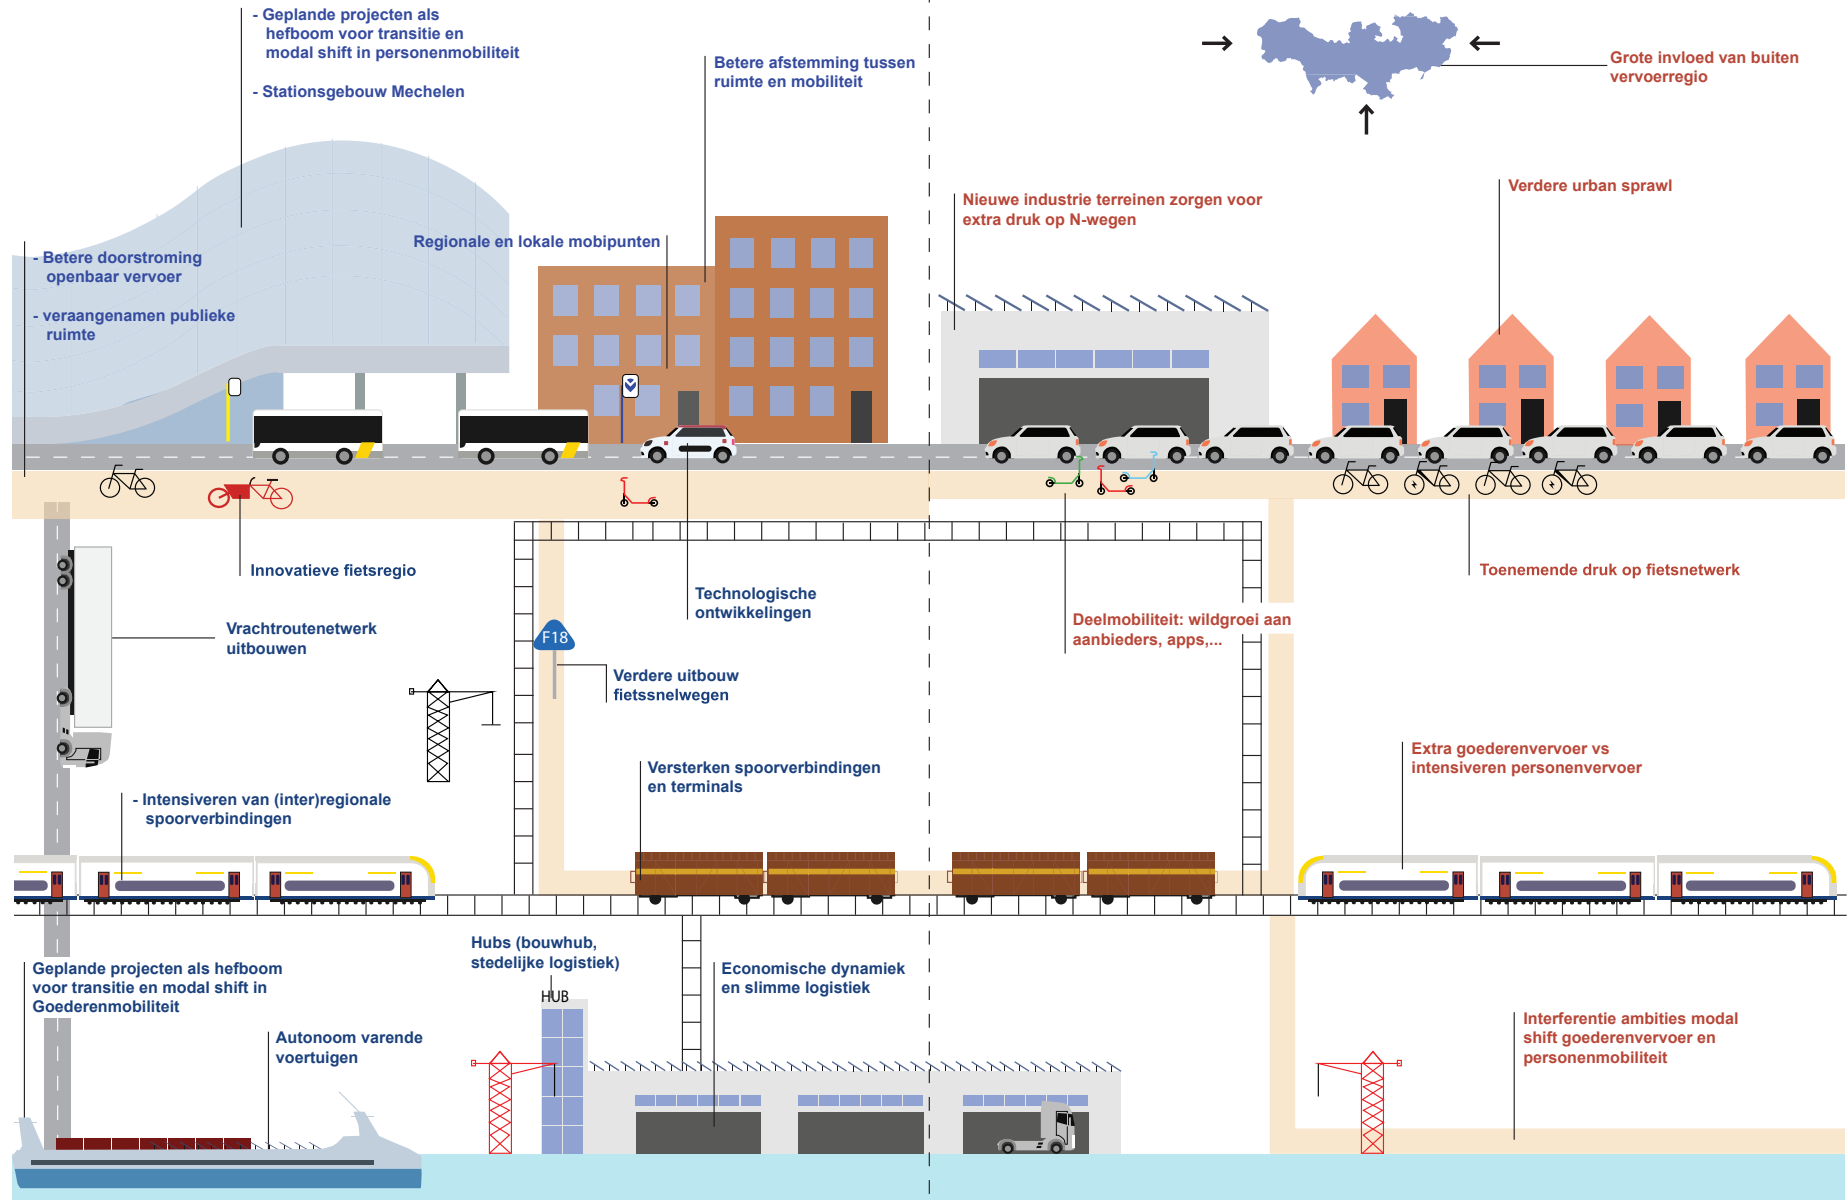 - Geplande projecten als
hefboom voor transitie en
modal shift in personenmobiliteit
- Stationsgebouw Mechelen
Betere afstemming tussen
ruimte en mobiliteit
Grote invloed van buiten
vervoerregio
Nieuwe industrie terreinen zorgen voor
extra druk op N-wegen
Verdere urban sprawl
Regionale en lokale mobipunten
- Betere doorstroming
openbaar vervoer
- veraangenamen publieke
ruimte
Innovatieve fietsregio
Technologische
ontwikkelingen
Toenemende druk op fietsnetwerk
Deelmobiliteit: wildgroei aan
aanbieders, apps,...
Vrachtroutenetwerk
uitbouwen
F18
Verdere uitbouw
fietssnelwegen
Versterken spoorverbindingen
en terminals
Extra goederenvervoer vs
intensiveren personenvervoer
- Intensiveren van (inter)regionale
spoorverbindingen
Hubs (bouwhub,
stedelijke logistiek)
HUB
Economische dynamiek
en slimme logistiek
Geplande projecten als hefboom
voor transitie en modal shift in
Goederenmobiliteit
Autonoom varende
voertuigen
Interferentie ambities modal
shift goederenvervoer en
personenmobiliteit